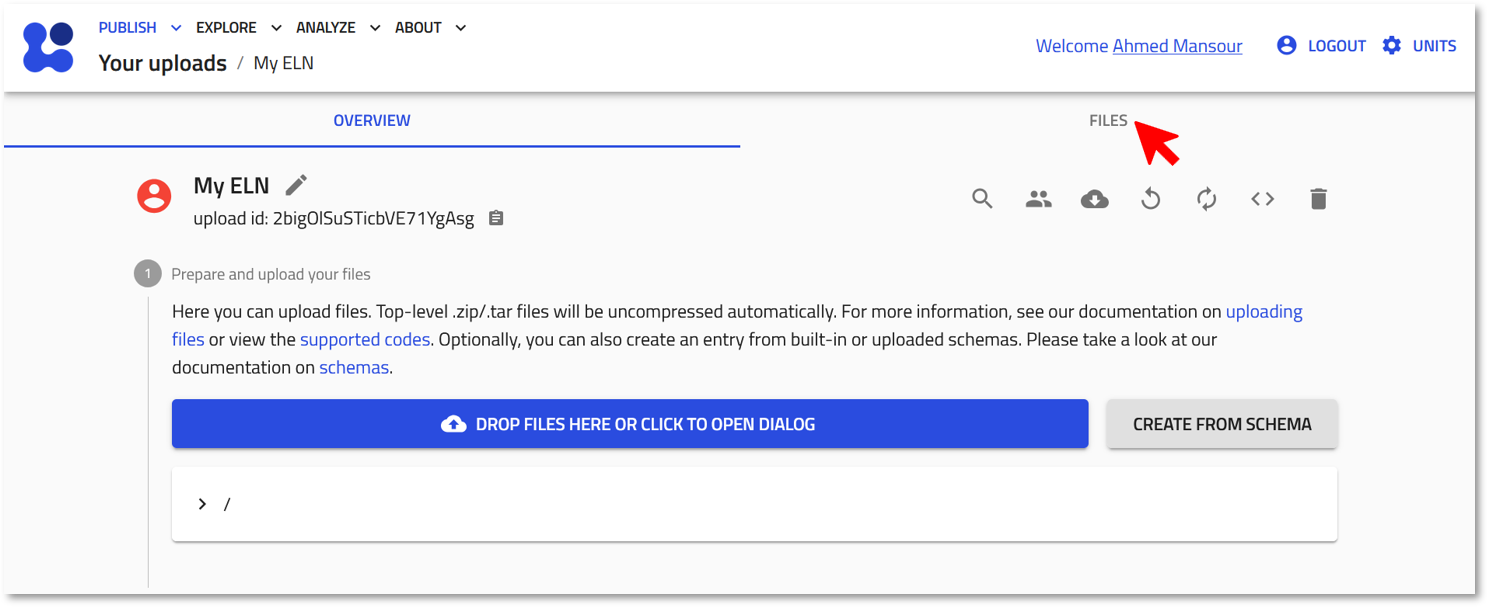 PUBLISH EXPLORE ANALYZE ABOUT
Your uploads / My ELN
Welcome Ahmed Mansour LOGOUT UNITS
OVERVIEW FILES
My ELN
upload id: 2bigOlSuSTicbVE71YgAsg
1 Prepare and upload your files
Here you can upload files. Top-level .zip/.tar files will be uncompressed automatically. For more information, see our documentation on uploading
files or view the supported codes. Optionally, you can also create an entry from built-in or uploaded schemas. Please take a look at our
documentation on schemas.
DROP FILES HERE OR CLICK TO OPEN DIALOG CREATE FROM SCHEMA
/